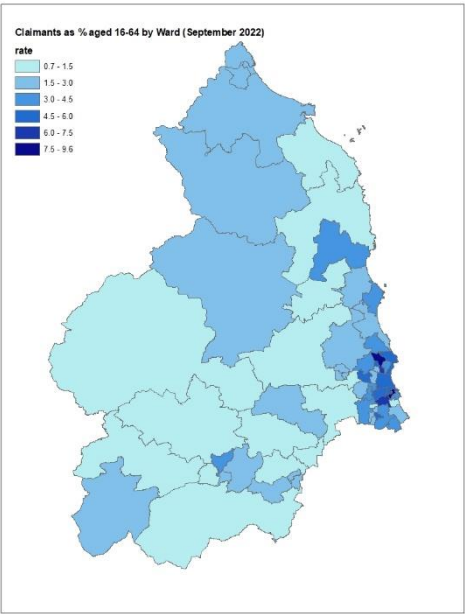 Claimants as % aged 16-64 by Ward (September 2022)
rate
0.7 - 1.5
1.5 - 3.0
3.0 - 4.5
4.5 - 6.0
6.0 - 7.5
7.5 - 9.6